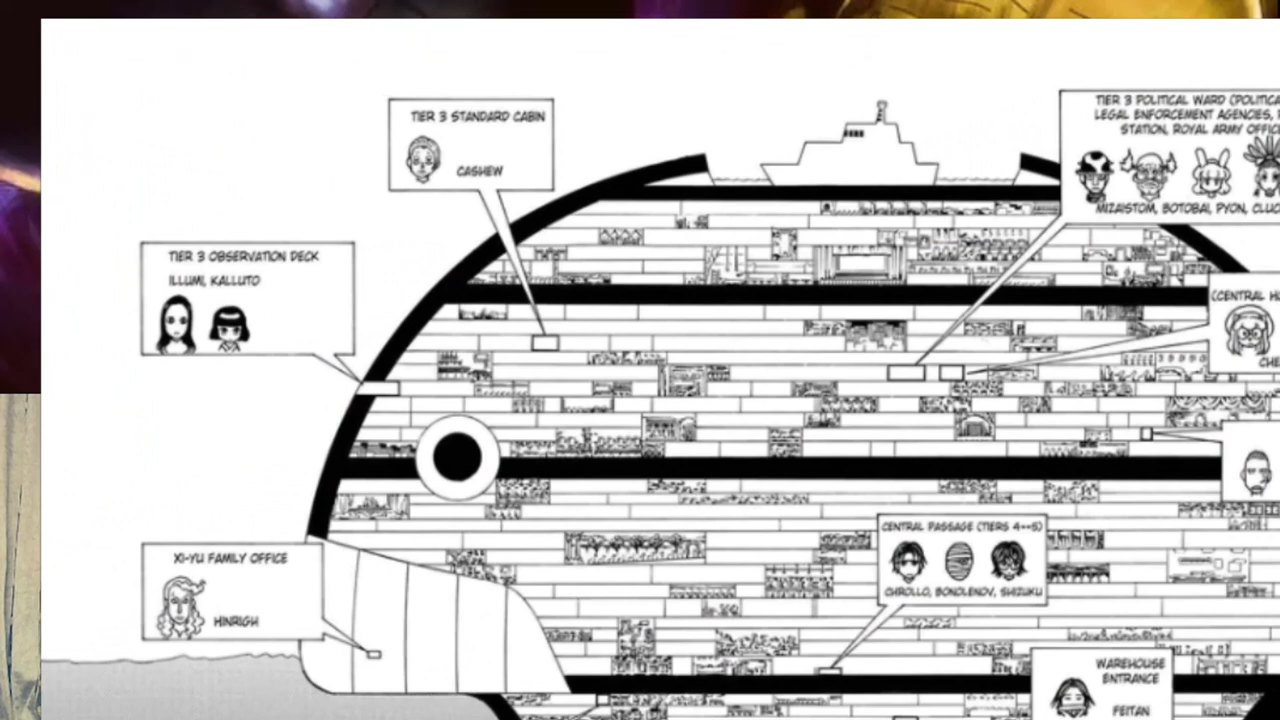 TIER 3 STANDARD CABIN
CASHEW
TIER 3 POLITICAL WARD (POLITICA
LEGAL ENFORCEMENT AGENCIES,
STATION, ROYAL ARMY OFFIC
MIZAISTOM, BOTOBAI, PYON, CLUC
TIER 3 OBSERVATION DECK
ILLUMI, KALLUTO
(CENTRAL HO
CHE
CENTRAL PASSAGE (TIERS 4↔5)
CHROLLO, BONOLENOV, SHIZUKU
XI-YU FAMILY OFFICE
HINRIGH
WAREHOUSE
ENTRANCE
FEITAN